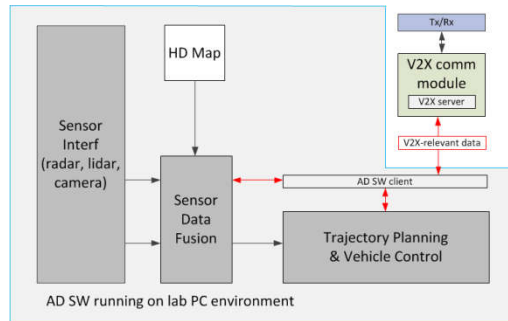 Tx/Rx
HD Map
V2X comm
module
V2X server
Sensor
Interf
(radar, lidar,
camera)
V2X-relevant data
AD SW client
Sensor
Data
Fusion
Trajectory Planning
& Vehicle Control
AD SW running on lab PC environment